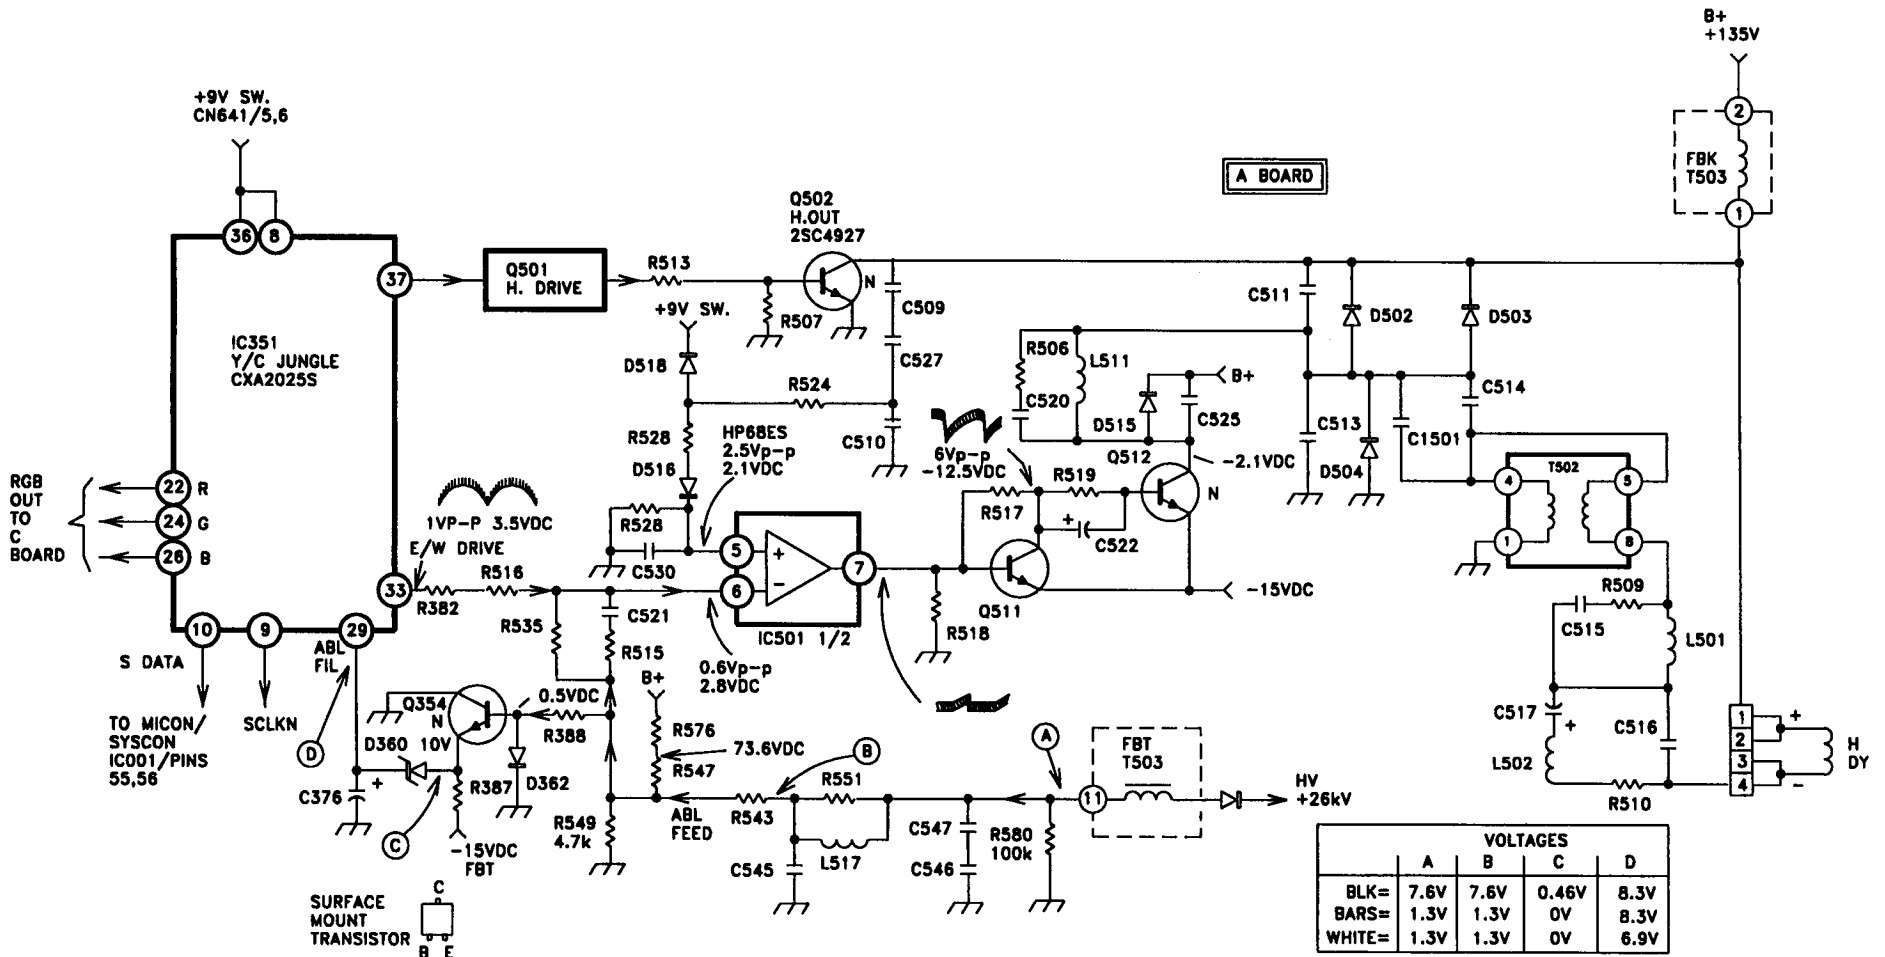 B+
+135V
2
FBK
T503
1
A BOARD
+9V SW.
CN641/5,6
36
8
37
IC351
Y/C JUNGLE
CXA2025S
Q501
H. DRIVE
R513
R507
Q502
H.OUT
2SC4927
N
C509
C527
+9V SW.
D518
R524
C510
R528
D516
R528
C530
HP68ES
2.5Vp-p
2.1VDC
5
6
7
+
−
IC501 1/2
RGB
OUT
TO
C
BOARD
22
R
24
G
26
B
1VP-P 3.5VDC
E/W DRIVE
33
R382
R516
R535
C521
R515
0.6Vp-p
2.8VDC
10
9
29
S DATA
ABL
FIL
TO MICON/
SYSCON
IC001/PINS
55,56
SCLKN
D
Q354
N
0.5VDC
D360
10V
R388
D362
R387
C376
C
-15VDC
FBT
+
R549
4.7k
B+
R576
73.6VDC
R547
ABL
FEED
R543
B
R551
L517
C545
C547
C546
A
R580
100k
11
FBT
T503
HV
+26kV
SURFACE
MOUNT
TRANSISTOR
C
B E
6Vp-p
-12.5VDC
R517
R519
+
C522
Q511
R518
Q512
N
-2.1VDC
-15VDC
R506
L511
C520
D515
C525
B+
C511
D502
D503
C513
D504
C1501
C514
T502
4
5
1
8
R509
C515
L501
C517
+
L502
C516
R510
1
2
3
4
+
−
H
DY
VOLTAGES
A B C D
BLK= 7.6V 7.6V 0.46V 8.3V
BARS= 1.3V 1.3V 0V 8.3V
WHITE= 1.3V 1.3V 0V 6.9V